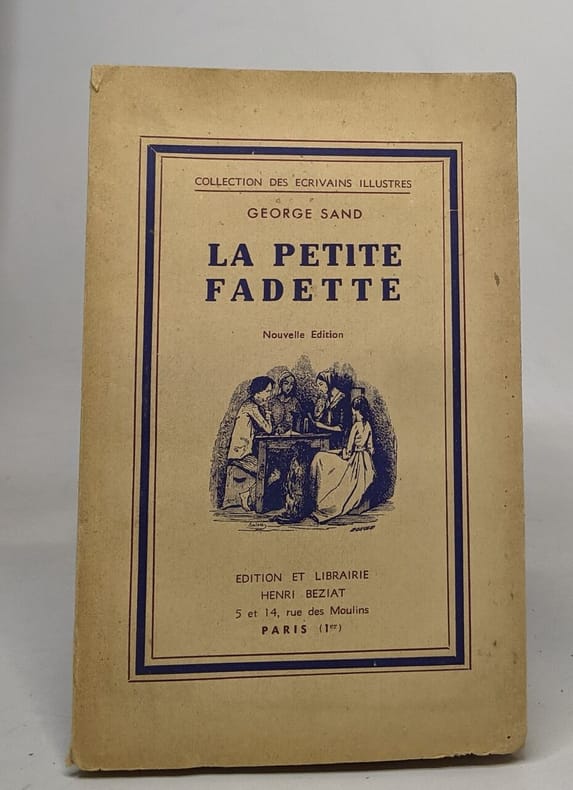 COLLECTION DES ECRIVAINS ILLUSTRES
GEORGE SAND
LA PETITE
FADETTE
Nouvelle Edition
EDITION ET LIBRAIRIE
HENRI BEZIAT
5 et 14, rue des Moulins
PARIS (1er)